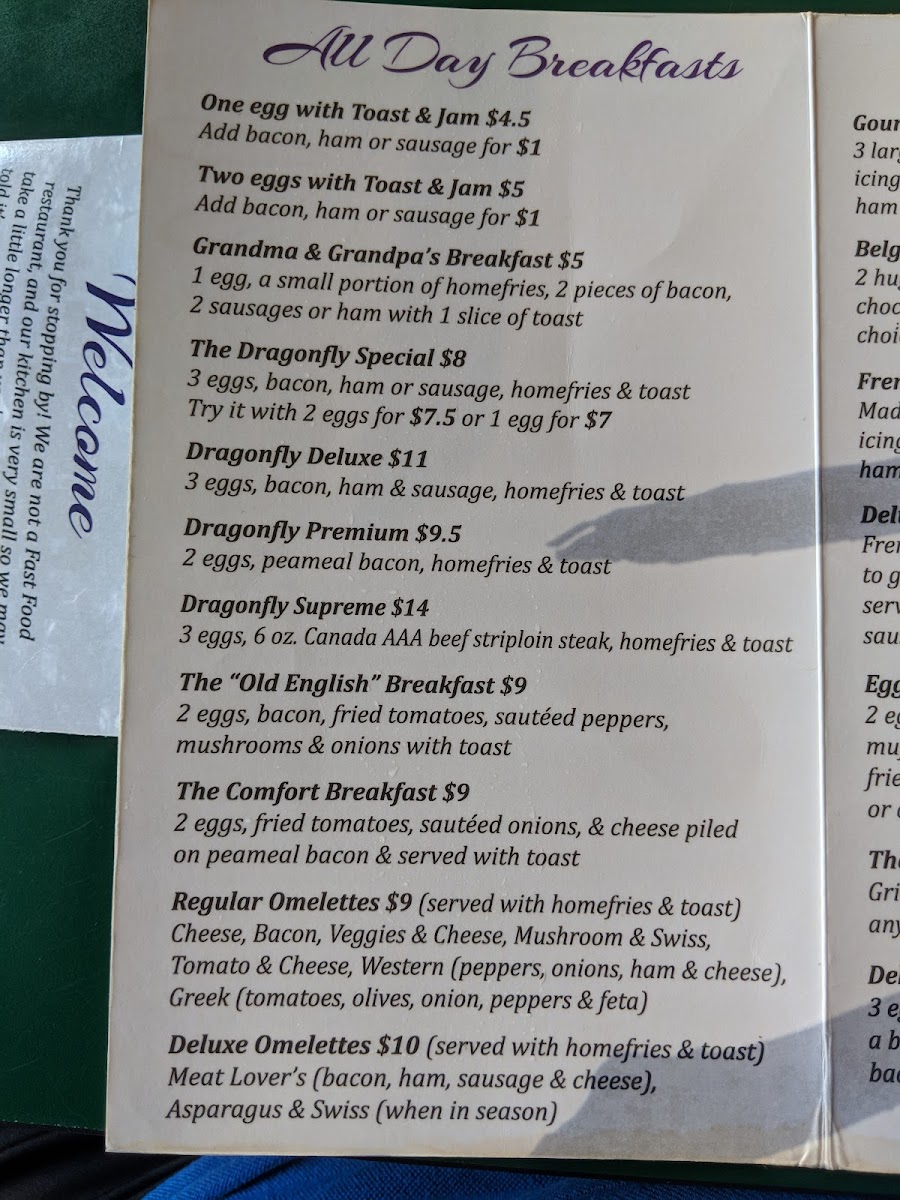 All Day Breakfasts
One egg with Toast & Jam $4.5
Add bacon, ham or sausage for $1
Two eggs with Toast & Jam $5
Add bacon, ham or sausage for $1
Grandma & Grandpa's Breakfast $5
1 egg, a small portion of homefries, 2 pieces of bacon,
2 sausages or ham with 1 slice of toast
The Dragonfly Special $8
3 eggs, bacon, ham or sausage, homefries & toast
Try it with 2 eggs for $7.5 or 1 egg for $7
Dragonfly Deluxe $11
3 eggs, bacon, ham & sausage, homefries & toast
Dragonfly Premium $9.5
2 eggs, peameal bacon, homefries & toast
Dragonfly Supreme $14
3 eggs, 6 oz. Canada AAA beef striploin steak, homefries & toast
The “Old English” Breakfast $9
2 eggs, bacon, fried tomatoes, sautéed peppers,
mushrooms & onions with toast
The Comfort Breakfast $9
2 eggs, fried tomatoes, sautéed onions, & cheese piled
on peameal bacon & served with toast
Regular Omelettes $9 (served with homefries & toast)
Cheese, Bacon, Veggies & Cheese, Mushroom & Swiss,
Tomato & Cheese, Western (peppers, onions, ham & cheese),
Greek (tomatoes, olives, onion, peppers & feta)
Deluxe Omelettes $10 (served with homefries & toast)
Meat Lover's (bacon, ham, sausage & cheese),
Asparagus & Swiss (when in season)
Welcome
Thank you for stopping by! We are not a Fast Food
restaurant, and our kitchen is very small so we may
take a little longer than
3
ham
2
ham
to
2
or
3
a